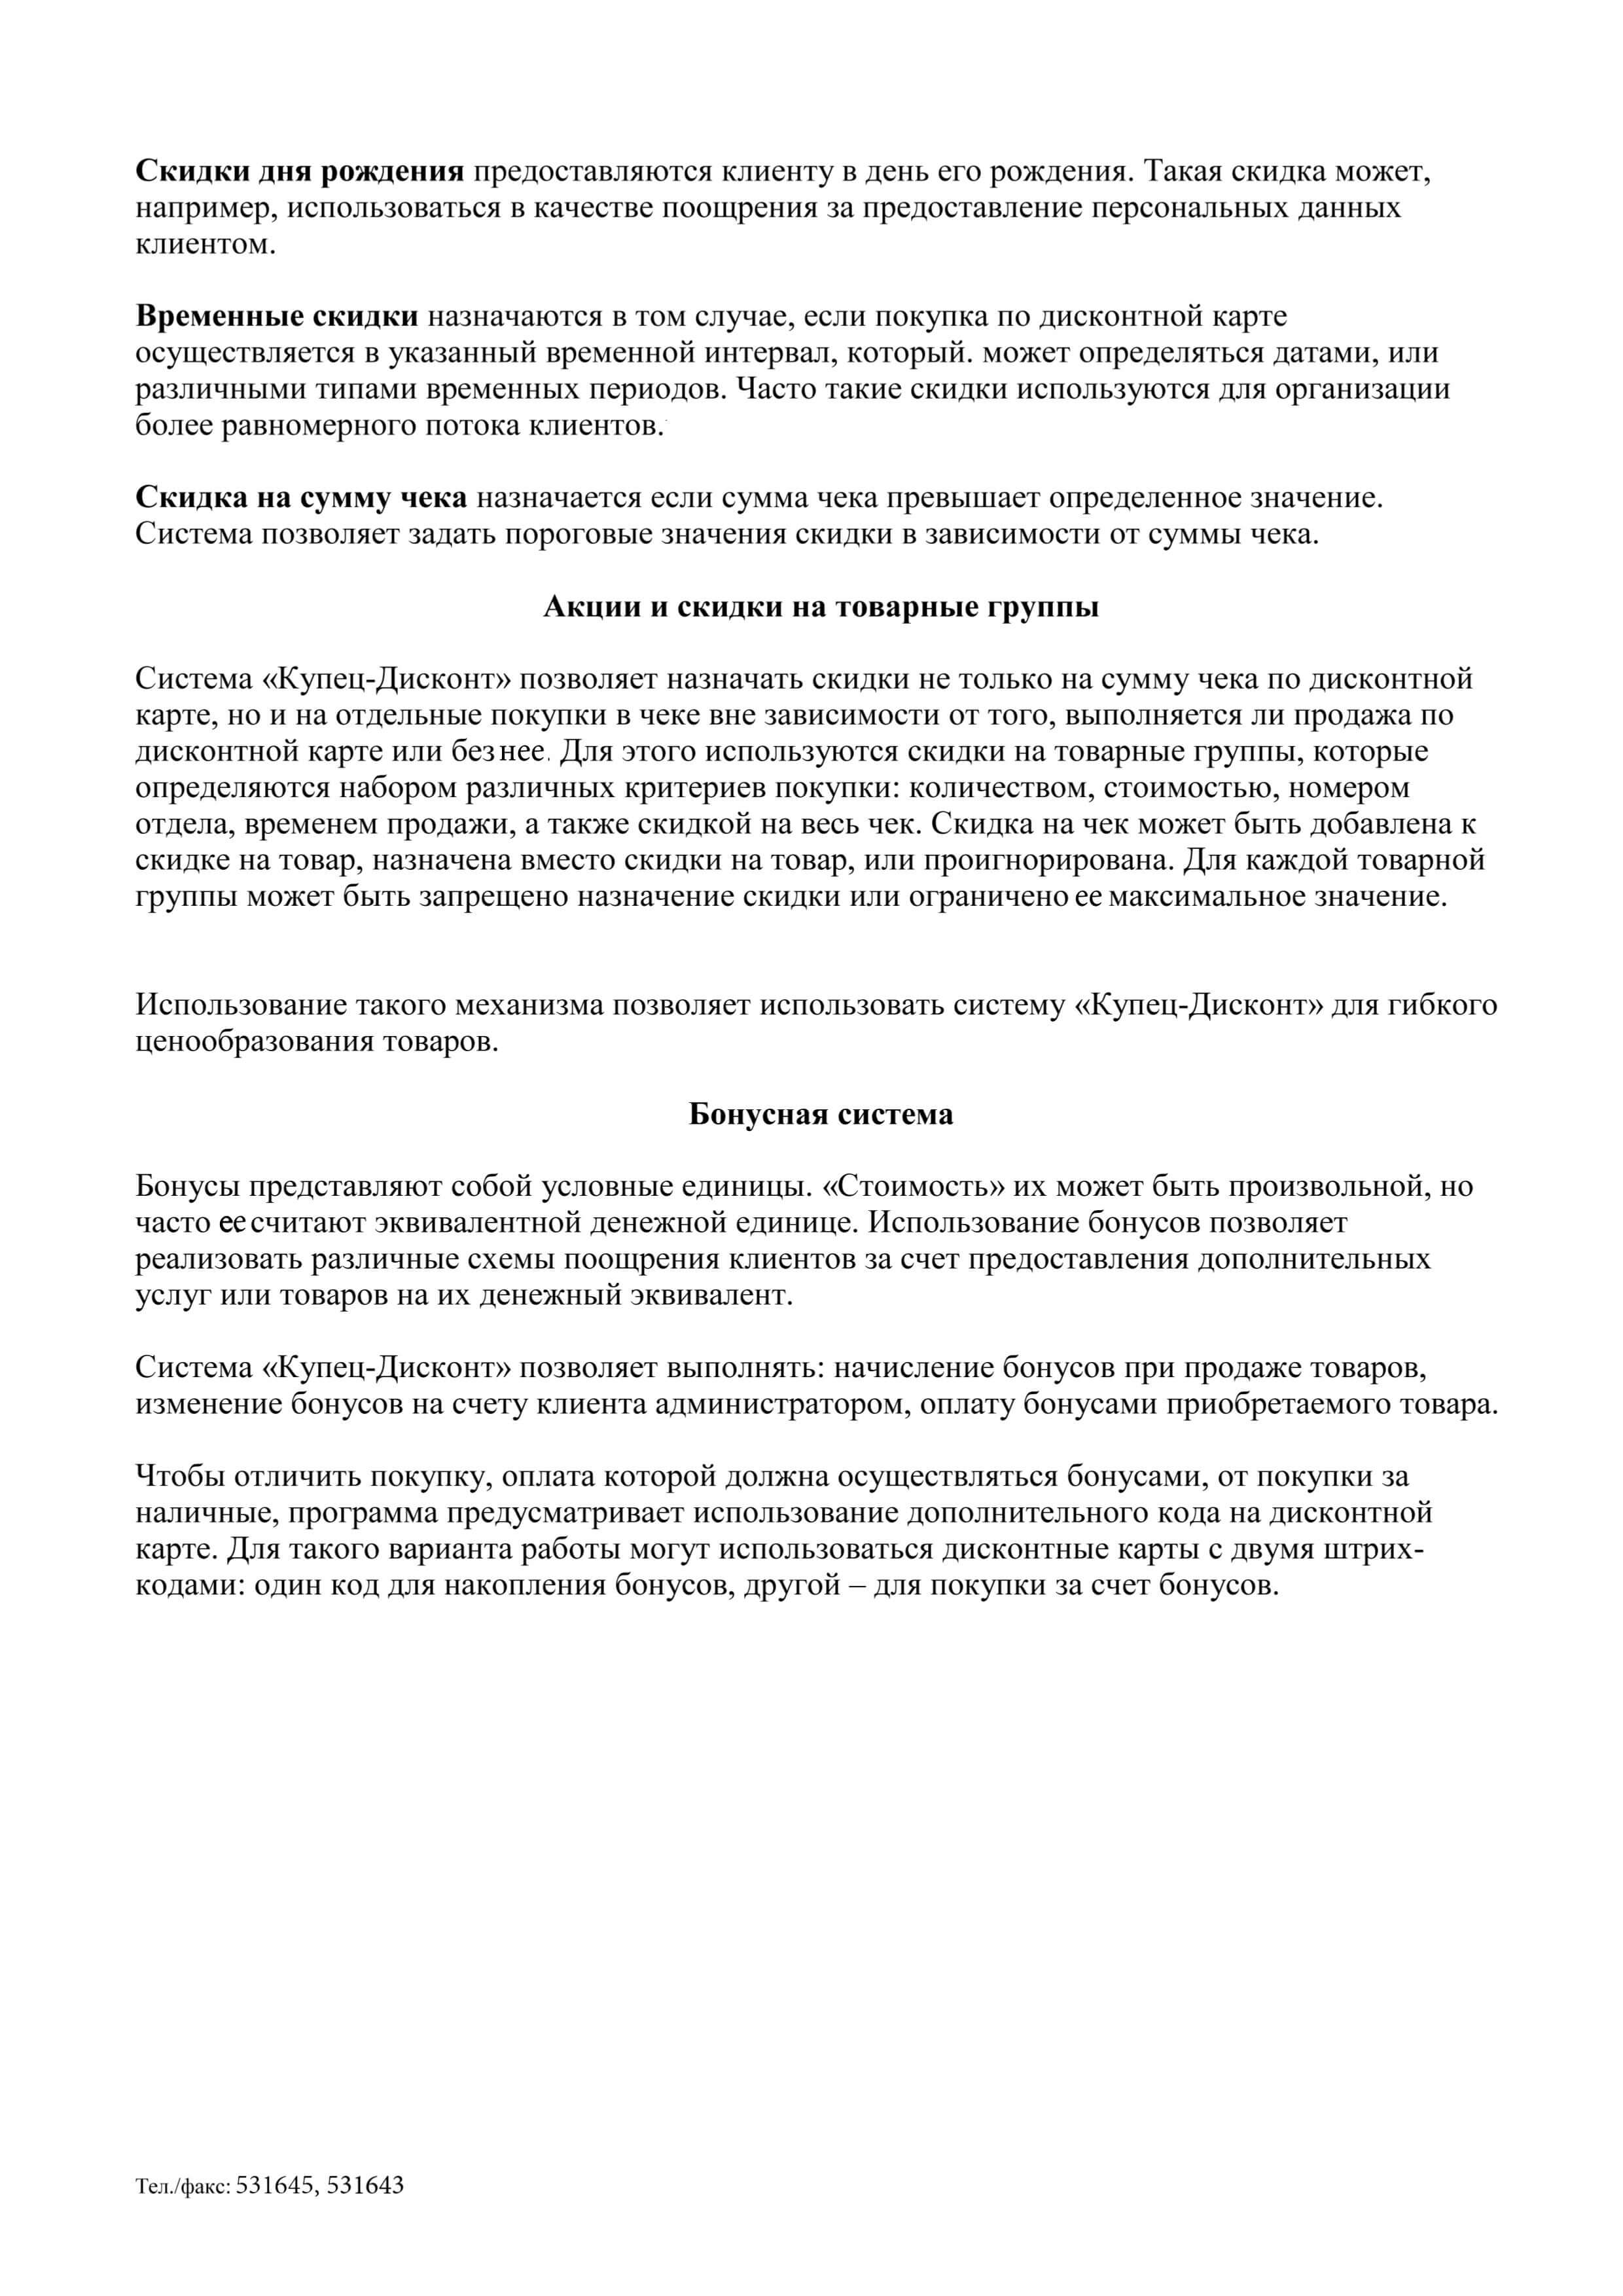 Скидки дня рождения предоставляются клиенту в день его рождения. Такая скидка может,
например, использоваться в качестве поощрения за предоставление персональных данных
клиентом.
Временные скидки назначаются в том случае, если покупка по дисконтной карте
осуществляется в указанный временной интервал, который. может определяться датами, или
различными типами временных периодов. Часто такие скидки используются для организации
более равномерного потока клиентов.
Скидка на сумму чека назначается если сумма чека превышает определенное значение.
Система позволяет задать пороговые значения скидки в зависимости от суммы чека.
Акции и скидки на товарные группы
Система «Купец-Дисконт» позволяет назначать скидки не только на сумму чека по дисконтной
карте, но и на отдельные покупки в чеке вне зависимости от того, выполняется ли продажа по
дисконтной карте или без нее. Для этого используются скидки на товарные группы, которые
определяются набором различных критериев покупки: количеством, стоимостью, номером
отдела, временем продажи, а также скидкой на весь чек. Скидка на чек может быть добавлена к
скидке на товар, назначена вместо скидки на товар, или проигнорирована. Для каждой товарной
группы может быть запрещено назначение скидки или ограничено ее максимальное значение.
Использование такого механизма позволяет использовать систему «Купец-Дисконт» для гибкого
ценообразования товаров.
Бонусная система
Бонусы представляют собой условные единицы. «Стоимость» их может быть произвольной, но
часто ее считают эквивалентной денежной единице. Использование бонусов позволяет
реализовать различные схемы поощрения клиентов за счет предоставления дополнительных
услуг или товаров на их денежный эквивалент.
Система «Купец-Дисконт» позволяет выполнять: начисление бонусов при продаже товаров,
изменение бонусов на счету клиента администратором, оплату бонусами приобретаемого товара.
Чтобы отличить покупку, оплата которой должна осуществляться бонусами, от покупки за
наличные, программа предусматривает использование дополнительного кода на дисконтной
карте. Для такого варианта работы могут использоваться дисконтные карты с двумя штрих-
кодами: один код для накопления бонусов, другой – для покупки за счет бонусов.
Тел./факс: 531645, 531643